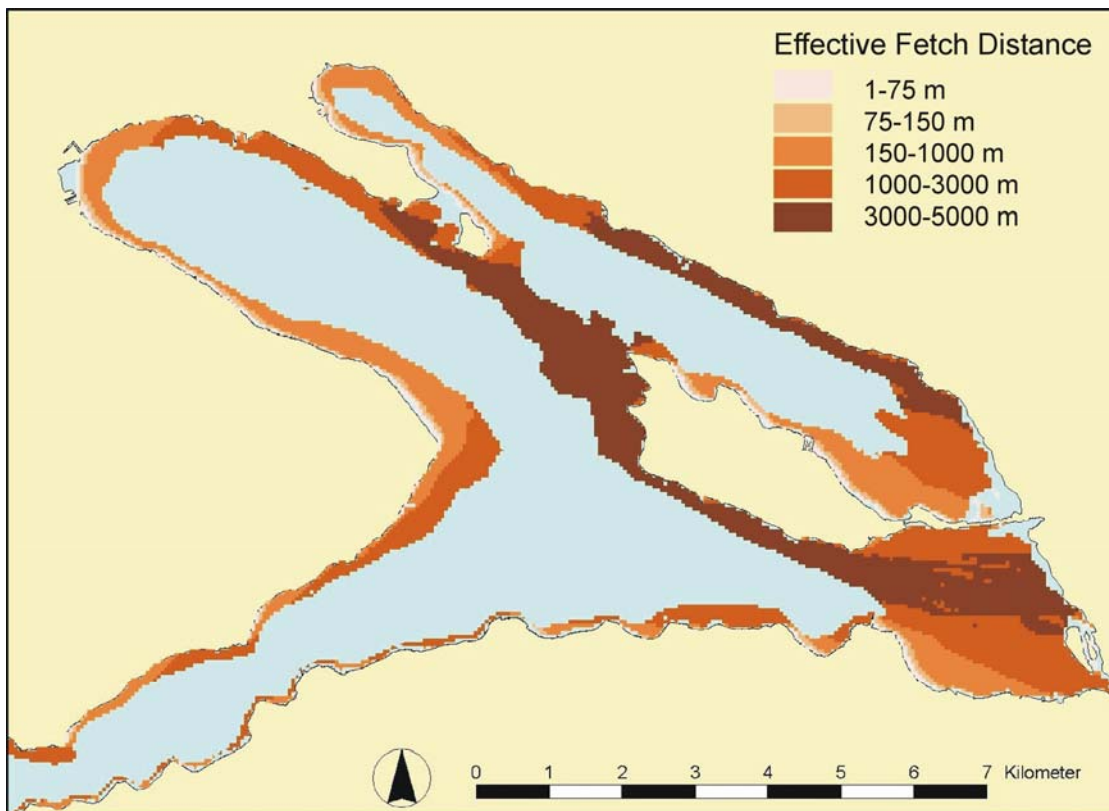 Effective Fetch Distance
1-75 m
75-150 m
150-1000 m
1000-3000 m
3000-5000 m
0 1 2 3 4 5 6 7 Kilometer